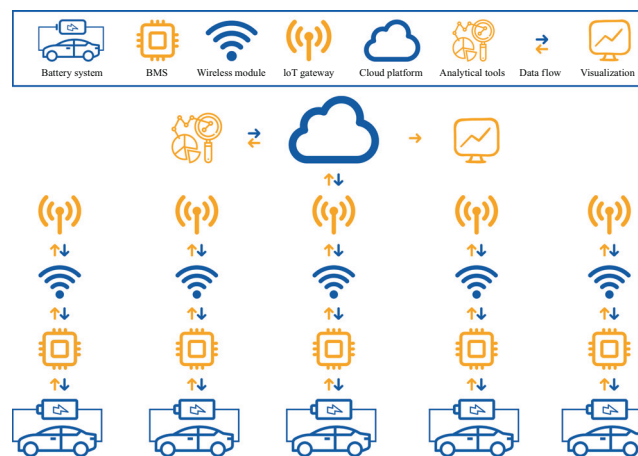 Battery system BMS Wireless module IoT gateway Cloud platform Analytical tools Data flow Visualization